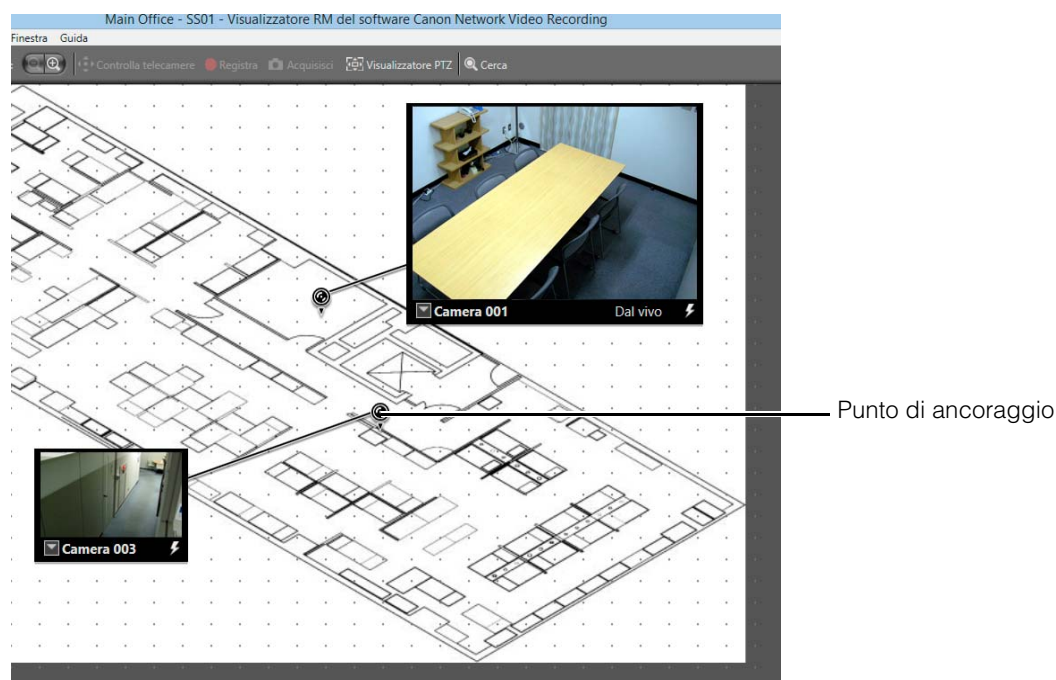 Main Office - SS01 - Visualizzatore RM del software Canon Network Video Recording
Finestra Guida
Controlla telecamere Registra Acquisisci Visualizzatore PTZ Cerca
Camera 001 Dal vivo
Punto di ancoraggio
Camera 003